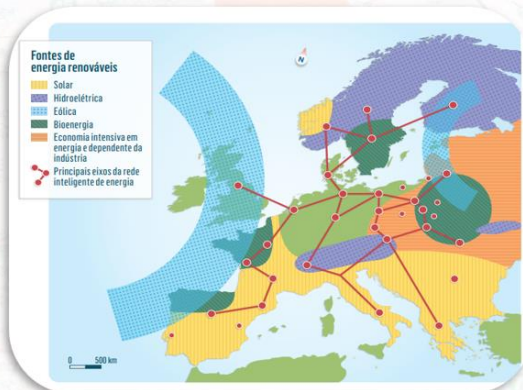 Fontes de
energia renováveis
Solar
Hidroelétrica
Eólica
Bioenergia
Economia intensiva em
energia e dependente da
indústria
Principais eixos da rede
inteligente de energia
N
0 500 km